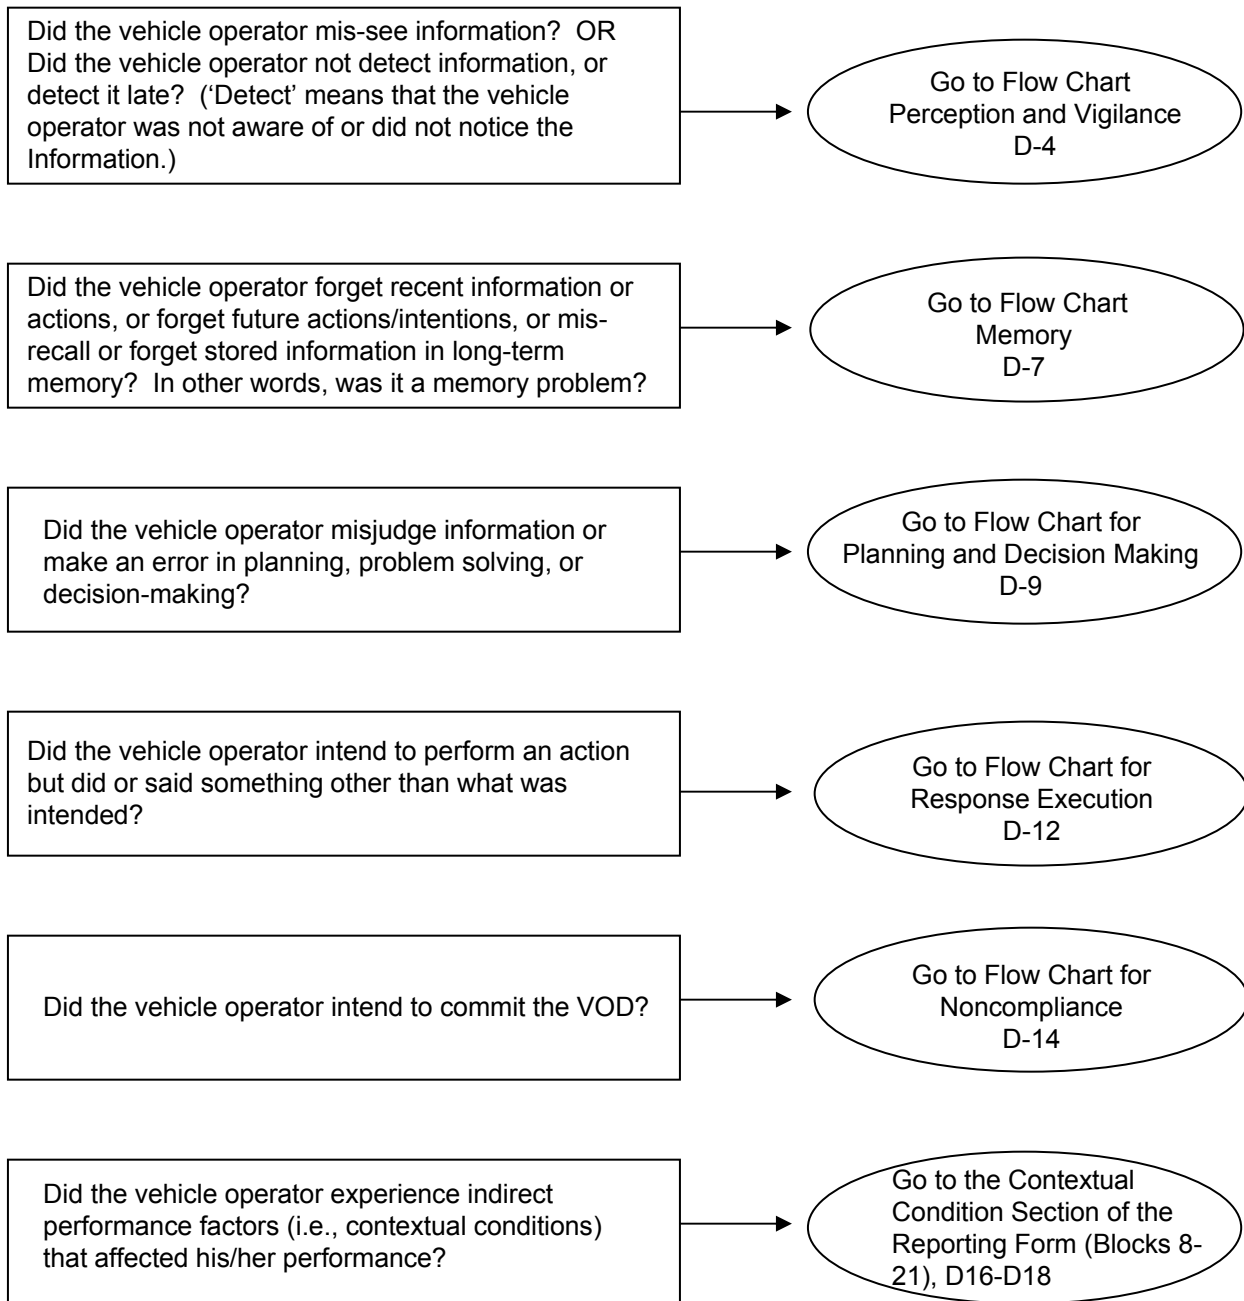 Did the vehicle operator mis-see information?  OR
Did the vehicle operator not detect information, or
detect it late?  ('Detect' means that the vehicle
operator was not aware of or did not notice the
Information.)
Go to Flow Chart
Perception and Vigilance
D-4
Did the vehicle operator forget recent information or
actions, or forget future actions/intentions, or mis-
recall or forget stored information in long-term
memory?  In other words, was it a memory problem?
Go to Flow Chart
Memory
D-7
Did the vehicle operator misjudge information or
make an error in planning, problem solving, or
decision-making?
Go to Flow Chart for
Planning and Decision Making
D-9
Did the vehicle operator intend to perform an action
but did or said something other than what was
intended?
Go to Flow Chart for
Response Execution
D-12
Did the vehicle operator intend to commit the VOD?
Go to Flow Chart for
Noncompliance
D-14
Did the vehicle operator experience indirect
performance factors (i.e., contextual conditions)
that affected his/her performance?
Go to the Contextual
Condition Section of the
Reporting Form (Blocks 8-
21), D16-D18